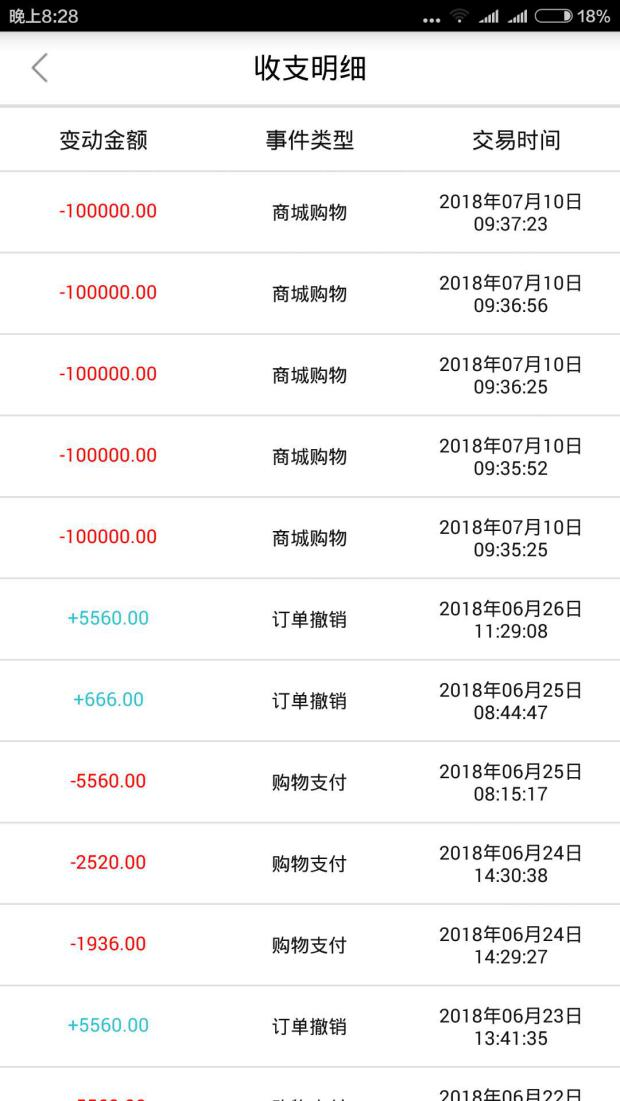 晚上8:28
18%
收支明细
变动金额 事件类型 交易时间
-100000.00 商城购物 2018年07月10日
09:37:23
-100000.00 商城购物 2018年07月10日
09:36:56
-100000.00 商城购物 2018年07月10日
09:36:25
-100000.00 商城购物 2018年07月10日
09:35:52
-100000.00 商城购物 2018年07月10日
09:35:25
+5560.00 订单撤销 2018年06月26日
11:29:08
+666.00 订单撤销 2018年06月25日
08:44:47
-5560.00 购物支付 2018年06月25日
08:15:17
-2520.00 购物支付 2018年06月24日
14:30:38
-1936.00 购物支付 2018年06月24日
14:29:27
+5560.00 订单撤销 2018年06月23日
13:41:35
2018年06月22日